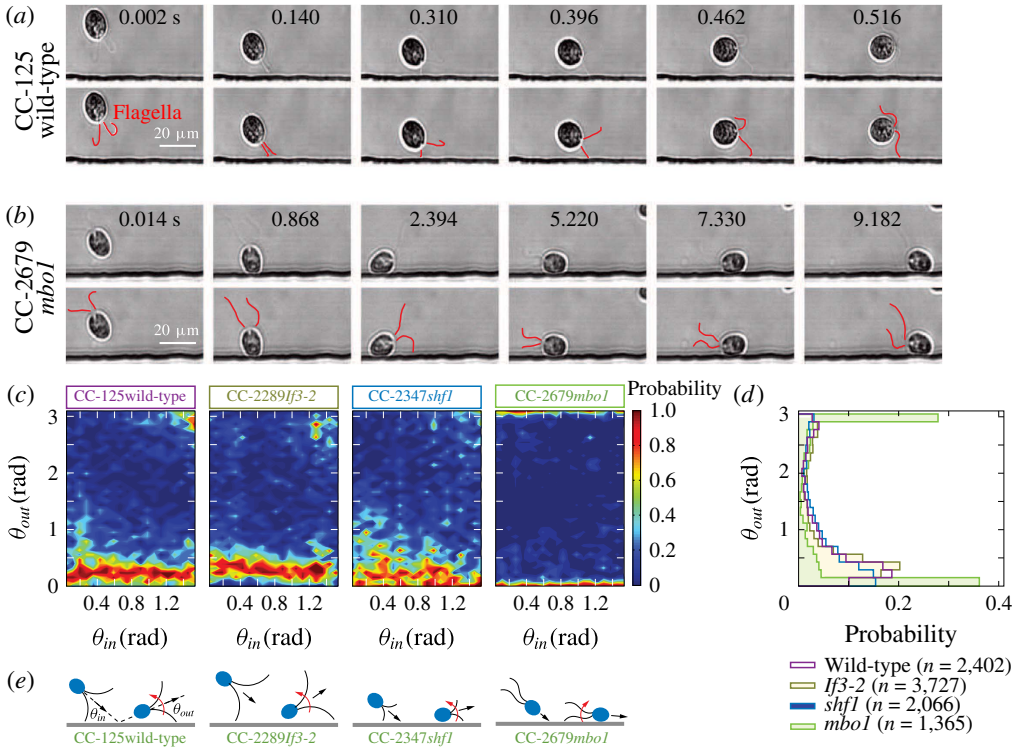 (a)
CC-125
wild-type
0.002 s
0.140
0.310
0.396
0.462
0.516
Flagella
20 μm
(b)
CC-2679
mbo1
0.014 s
0.868
2.394
5.220
7.330
9.182
20 μm
(c)
CC-125wild-type
CC-2289If3-2
CC-2347shf1
CC-2679mbo1
Probability
3
2
1
0
θout (rad)
0.4 0.8 1.2
0.4 0.8 1.2
0.4 0.8 1.2
0.4 0.8 1.2
θin (rad)
θin (rad)
θin (rad)
θin (rad)
1.0
0.8
0.6
0.4
0.2
0
(d)
3
2
1
0
θout (rad)
0 0.2 0.4
Probability
Wild-type (n = 2,402)
If3-2 (n = 3,727)
shf1 (n = 2,066)
mbo1 (n = 1,365)
(e)
θin
θout
CC-125wild-type
CC-2289If3-2
CC-2347shf1
CC-2679mbo1